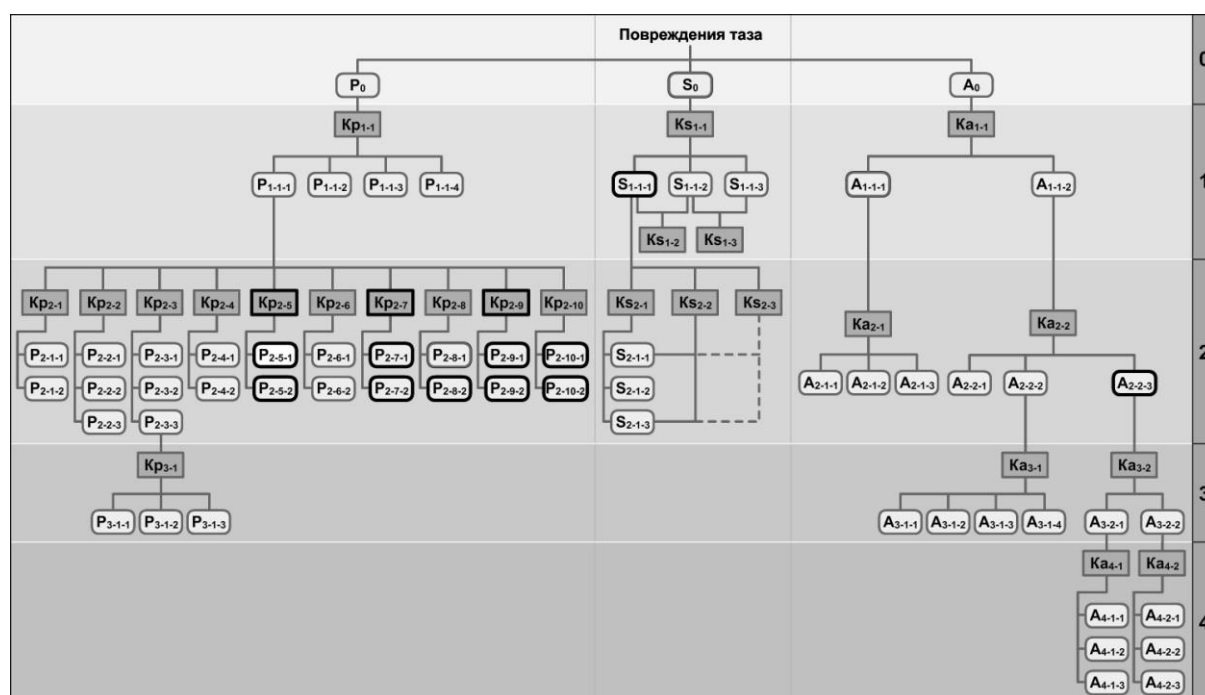 Повреждения таза
P₀ S₀ A₀ 0
Kp₁₋₁ Ks₁₋₁ Ka₁₋₁
P₁₋₁₋₁ P₁₋₁₋₂ P₁₋₁₋₃ P₁₋₁₋₄ S₁₋₁₋₁ S₁₋₁₋₂ S₁₋₁₋₃ A₁₋₁₋₁ A₁₋₁₋₂ 1
Ks₁₋₂ Ks₁₋₃
Kp₂₋₁ Kp₂₋₂ Kp₂₋₃ Kp₂₋₄ Kp₂₋₅ Kp₂₋₆ Kp₂₋₇ Kp₂₋₈ Kp₂₋₉ Kp₂₋₁₀ Ks₂₋₁ Ks₂₋₂ Ks₂₋₃
Ka₂₋₁ Ka₂₋₂
P₂₋₁₋₁ P₂₋₂₋₁ P₂₋₃₋₁ P₂₋₄₋₁ P₂₋₅₋₁ P₂₋₆₋₁ P₂₋₇₋₁ P₂₋₈₋₁ P₂₋₉₋₁ P₂₋₁₀₋₁ S₂₋₁₋₁ 2
P₂₋₁₋₂ P₂₋₂₋₂ P₂₋₃₋₂ P₂₋₄₋₂ P₂₋₅₋₂ P₂₋₆₋₂ P₂₋₇₋₂ P₂₋₈₋₂ P₂₋₉₋₂ P₂₋₁₀₋₂ S₂₋₁₋₂ A₂₋₁₋₁ A₂₋₁₋₂ A₂₋₁₋₃ A₂₋₂₋₁ A₂₋₂₋₂ A₂₋₂₋₃
P₂₋₂₋₃ P₂₋₃₋₃ S₂₋₁₋₃
Kp₃₋₁ Ka₃₋₁ Ka₃₋₂
P₃₋₁₋₁ P₃₋₁₋₂ P₃₋₁₋₃ A₃₋₁₋₁ A₃₋₁₋₂ A₃₋₁₋₃ A₃₋₁₋₄ A₃₋₂₋₁ A₃₋₂₋₂ 3
Ka₄₋₁ Ka₄₋₂
A₄₋₁₋₁ A₄₋₂₋₁ 4
A₄₋₁₋₂ A₄₋₂₋₂
A₄₋₁₋₃ A₄₋₂₋₃